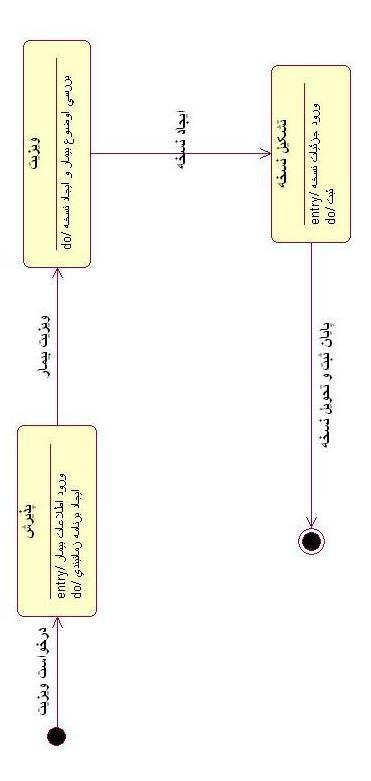 درخواست ویزیت
پذیرش
entry/ ورود اطلاعات بیمار
do/ ایجاد برنامه زمانبندی
ویزیت بیمار
ویزیت
do/ بررسی اوضوع بیمار و ایجاد نسخه
ایجاد نسخه
تشکیل نسخه
entry/ ورود جزئیات نسخه
do/ ثبت
پایان ثبت و تحویل نسخه